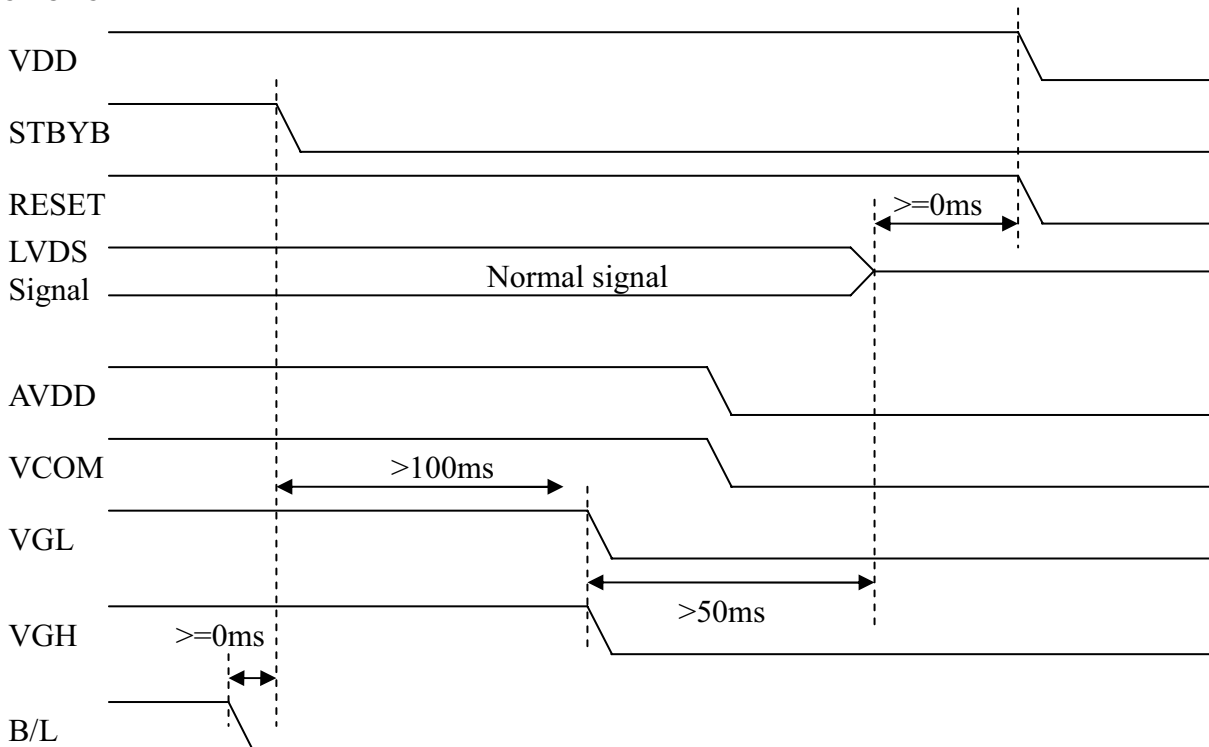 VDD
STBYB
RESET
>=0ms
LVDS
Signal
Normal signal
AVDD
VCOM
>100ms
VGL
>50ms
VGH
>=0ms
B/L